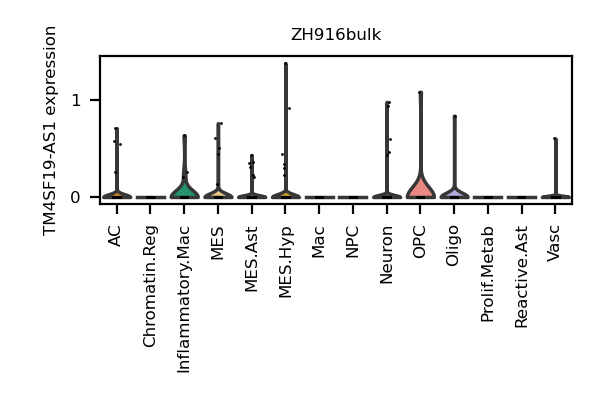 ZH916bulk
TM4SF19-AS1 expression
1
0
AC
Chromatin.Reg
Inflammatory.Mac
MES
MES.Ast
MES.Hyp
Mac
NPC
Neuron
OPC
Oligo
Prolif.Metab
Reactive.Ast
Vasc